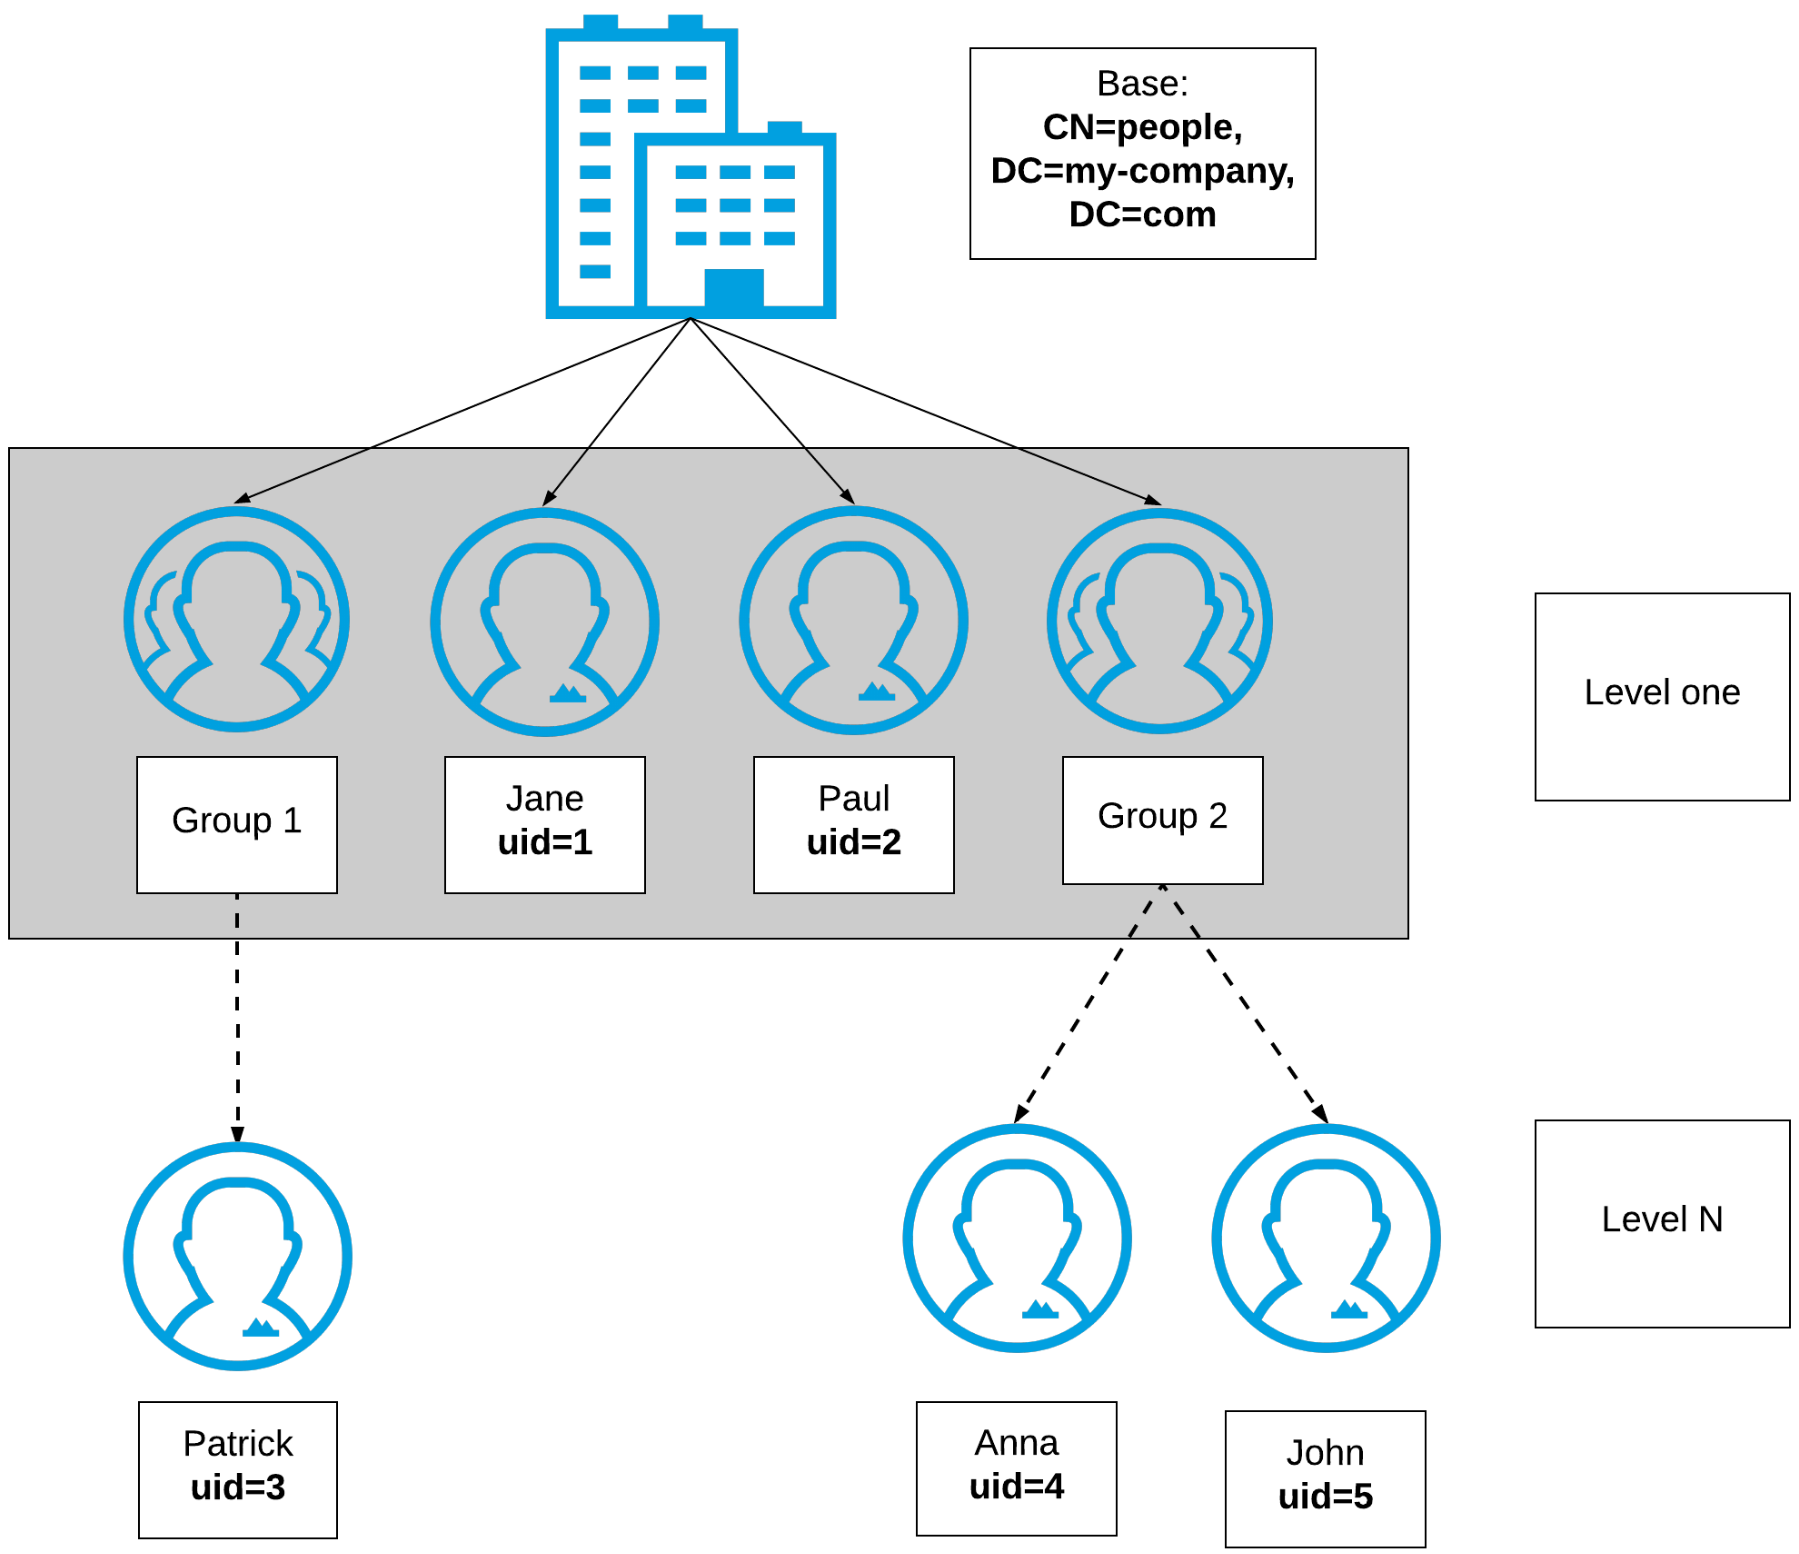 Base:
CN=people,
DC=my-company,
DC=com
Group 1
Jane
uid=1
Paul
uid=2
Group 2
Level one
Patrick
uid=3
Anna
uid=4
John
uid=5
Level N